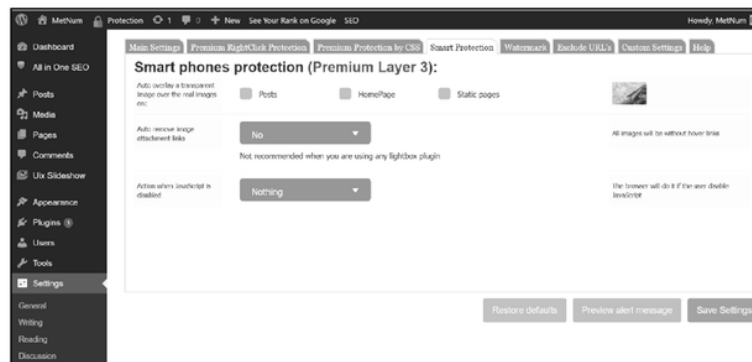 MetNum Protection 1 0 New See Your Rank on Google SEO Howdy, MetNum
Dashboard
All in One SEO
Posts
Media
Pages
Comments
Uix Slideshow
Appearance
Plugins 1
Users
Tools
Settings
General
Writing
Reading
Discussion
Main Settings Premium RightClick Protection Premium Protection by CSS Smart Protection Watermark Exclude URL's Custom Settings Help
Smart phones protection (Premium Layer 3):
Auto overlay a transparent
image over the real images
on:
Posts HomePage Static pages
Auto remove image
attachment links
No
All images will be without hover links
Not recommended when you are using any lightbox plugin
Action when JavaScript is
disabled
Nothing
The browser will do it if the user disable
JavaScript
Restore defaults Preview alert message Save Settings